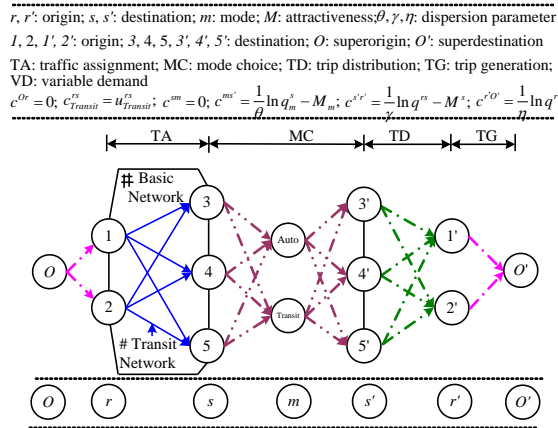 r, r': origin; s, s': destination; m: mode; M: attractiveness; θ, γ, η: dispersion parameter
1, 2, 1', 2': origin; 3, 4, 5, 3', 4', 5': destination; O: superorigin; O': superdestination
TA: traffic assignment; MC: mode choice; TD: trip distribution; TG: trip generation;
VD: variable demand
c^{Or} = 0; c^{rs}_{Transit} = u^{rs}_{Transit}; c^{sm} = 0; c^{ms'} = \frac{1}{θ} ln q^s_m − M_m; c^{s'r'} = \frac{1}{γ} ln q^{rs} − M^s; c^{r'O'} = \frac{1}{η} ln q^r
TA MC TD TG
# Basic
Network
3 3'
1 Auto 1'
O 4 4' O'
2 Transit 2'
# Transit
Network
5 5'
O r s m s' r' O'